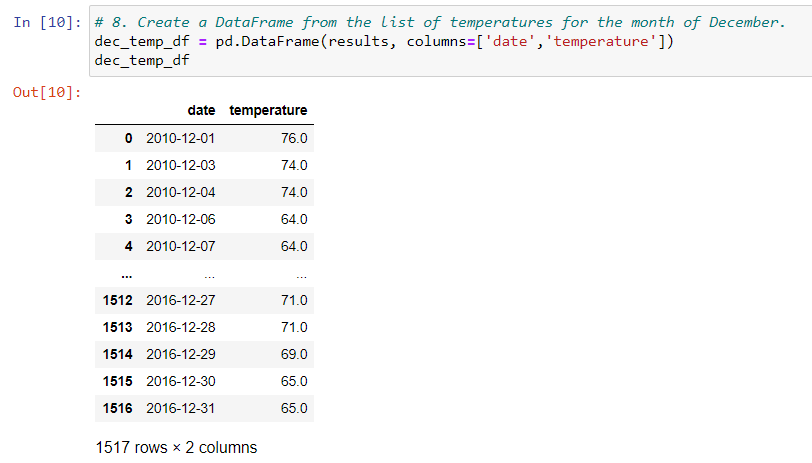 In [10]: # 8. Create a DataFrame from the list of temperatures for the month of December.
dec_temp_df = pd.DataFrame(results, columns=['date','temperature'])
dec_temp_df
Out[10]:
date temperature
0 2010-12-01 76.0
1 2010-12-03 74.0
2 2010-12-04 74.0
3 2010-12-06 64.0
4 2010-12-07 64.0
... ... ...
1512 2016-12-27 71.0
1513 2016-12-28 71.0
1514 2016-12-29 69.0
1515 2016-12-30 65.0
1516 2016-12-31 65.0
1517 rows × 2 columns